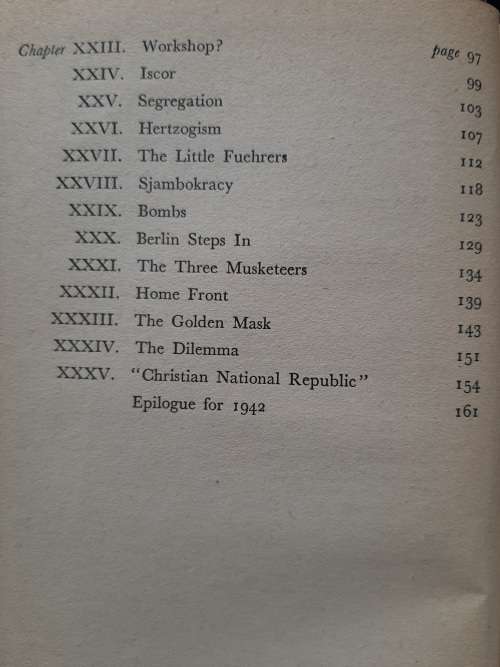 Chapter XXIII. Workshop? page 97
XXIV. Iscor 99
XXV. Segregation 103
XXVI. Hertzogism 107
XXVII. The Little Fuehrers 112
XXVIII. Sjambokracy 118
XXIX. Bombs 123
XXX. Berlin Steps In 129
XXXI. The Three Musketeers 134
XXXII. Home Front 139
XXXIII. The Golden Mask 143
XXXIV. The Dilemma 151
XXXV. "Christian National Republic" 154
Epilogue for 1942 161